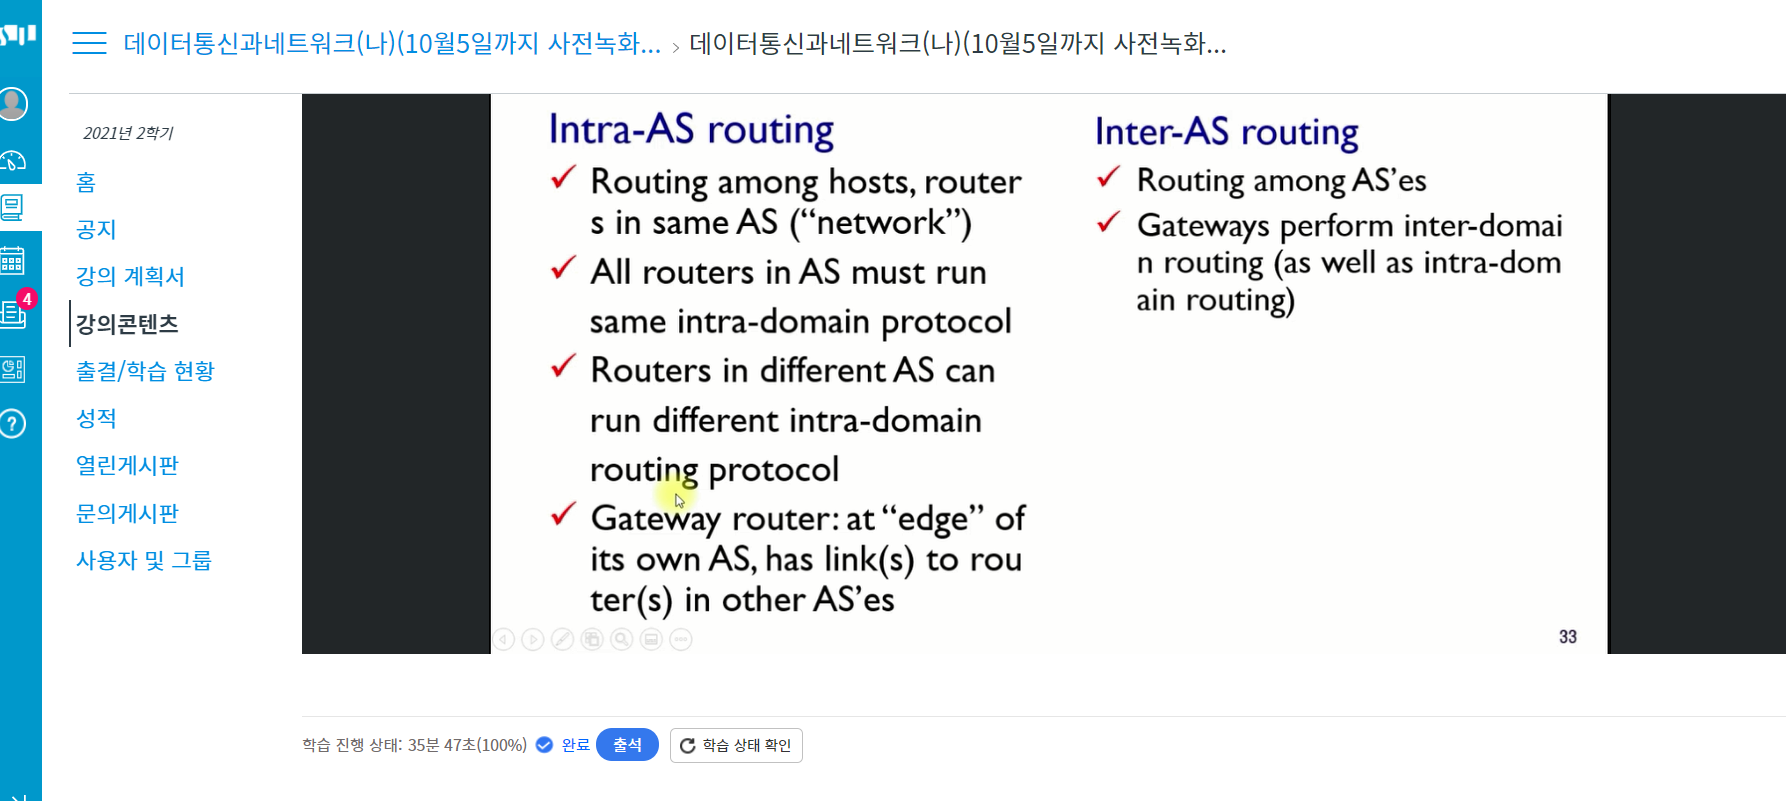 데이터통신과네트워크(나)(10월5일까지 사전녹화... > 데이터통신과네트워크(나)(10월5일까지 사전녹화...
2021년 2학기
홈
공지
강의 계획서
강의콘텐츠
출결/학습 현황
성적
열린게시판
문의게시판
사용자 및 그룹
4
?
Intra-AS routing
✓ Routing among hosts, router
s in same AS (“network”)
✓ All routers in AS must run
same intra-domain protocol
✓ Routers in different AS can
run different intra-domain
routing protocol
✓ Gateway router: at “edge” of
its own AS, has link(s) to rou
ter(s) in other AS’es
Inter-AS routing
✓ Routing among AS’es
✓ Gateways perform inter-domai
n routing (as well as intra-dom
ain routing)
33
학습 진행 상태: 35분 47초(100%) 완료 출석 학습 상태 확인